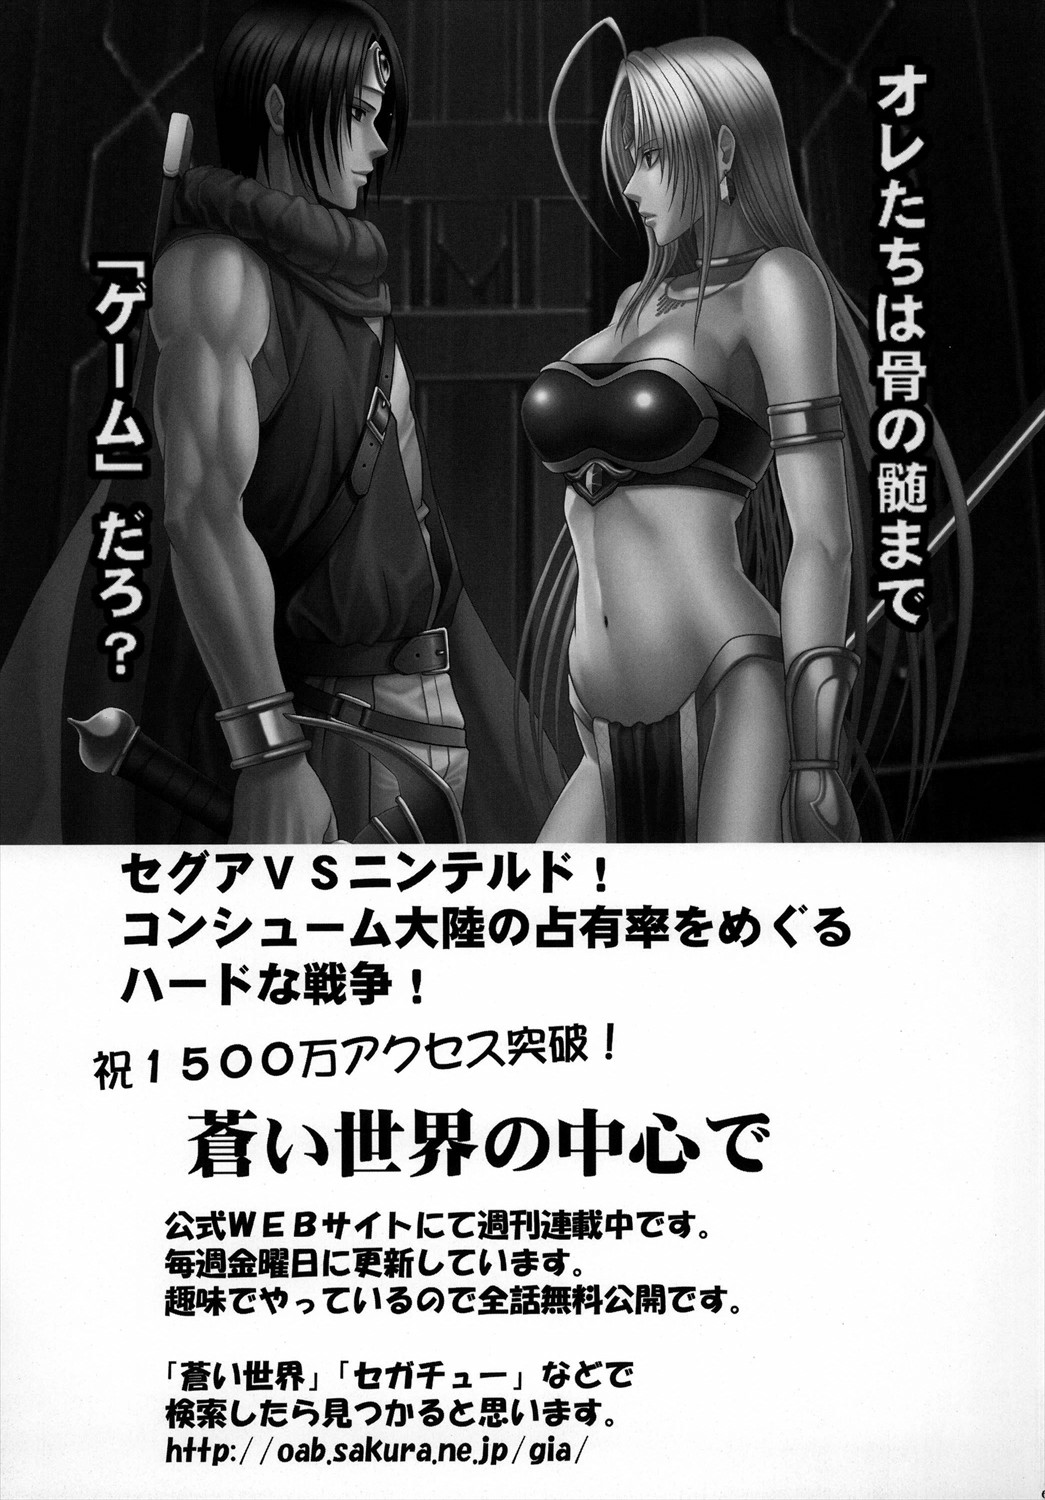 オレたちは骨の髄まで
「ゲーム」だろ？
セグアＶＳニンテルド！
コンシューム大陸の占有率をめぐる
ハードな戦争！
祝１５００万アクセス突破！
蒼い世界の中心で
公式ＷＥＢサイトにて週刊連載中です。
毎週金曜日に更新しています。
趣味でやっているので全話無料公開です。
「蒼い世界」「セガチュー」などで
検索したら見つかると思います。
http://oab.sakura.ne.jp/gia/